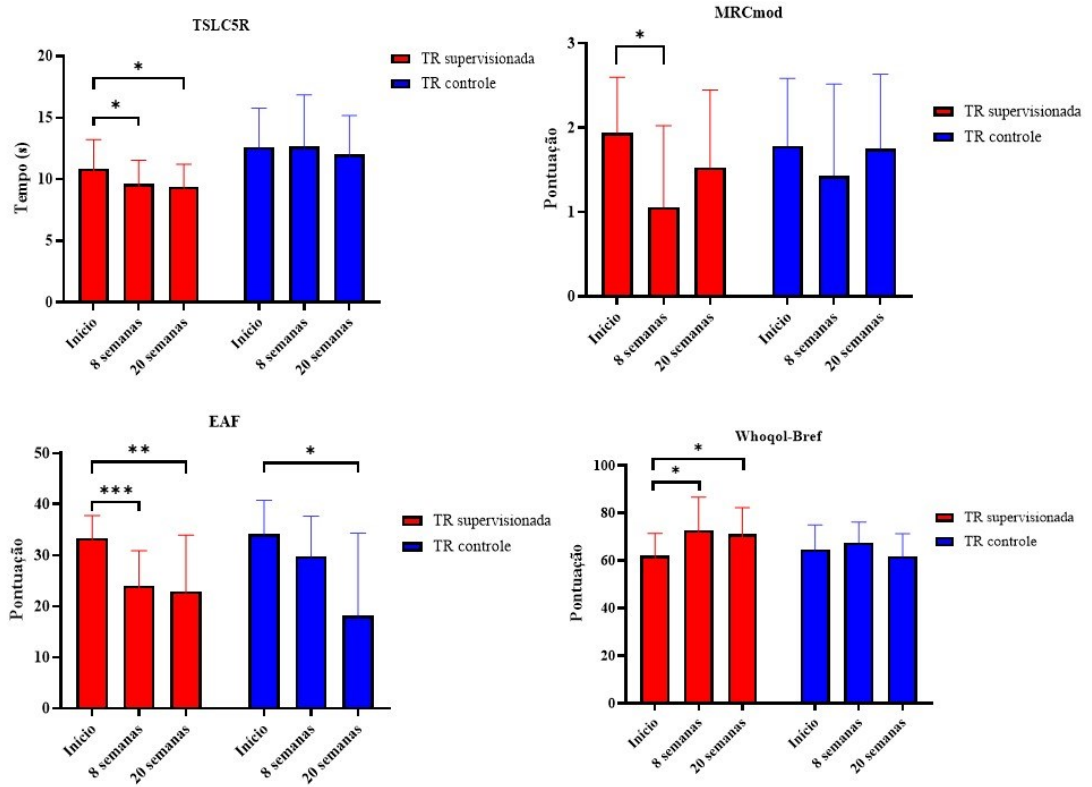 TSLC5R
Tempo (s)
20
15
10
5
0
*
*
Início
8 semanas
20 semanas
Início
8 semanas
20 semanas
TR supervisionada
TR controle
MRCmod
Pontuação
3
2
1
0
*
Início
8 semanas
20 semanas
Início
8 semanas
20 semanas
TR supervisionada
TR controle
EAF
Pontuação
50
40
30
20
10
0
**
***
*
Início
8 semanas
20 semanas
Início
8 semanas
20 semanas
TR supervisionada
TR controle
Whoqol-Bref
Pontuação
100
80
60
40
20
0
*
*
Início
8 semanas
20 semanas
Início
8 semanas
20 semanas
TR supervisionada
TR controle